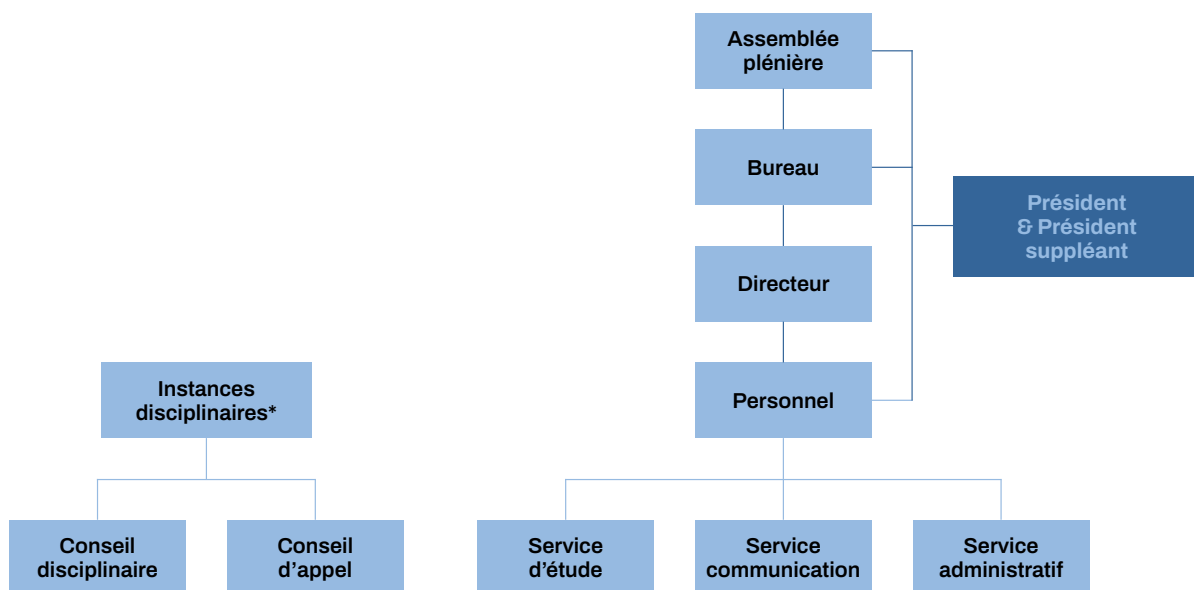 Assemblée
plénière
Bureau
Président
& Président
suppléant
Directeur
Instances
disciplinaires*
Personnel
Conseil
disciplinaire
Conseil
d'appel
Service
d'étude
Service
communication
Service
administratif